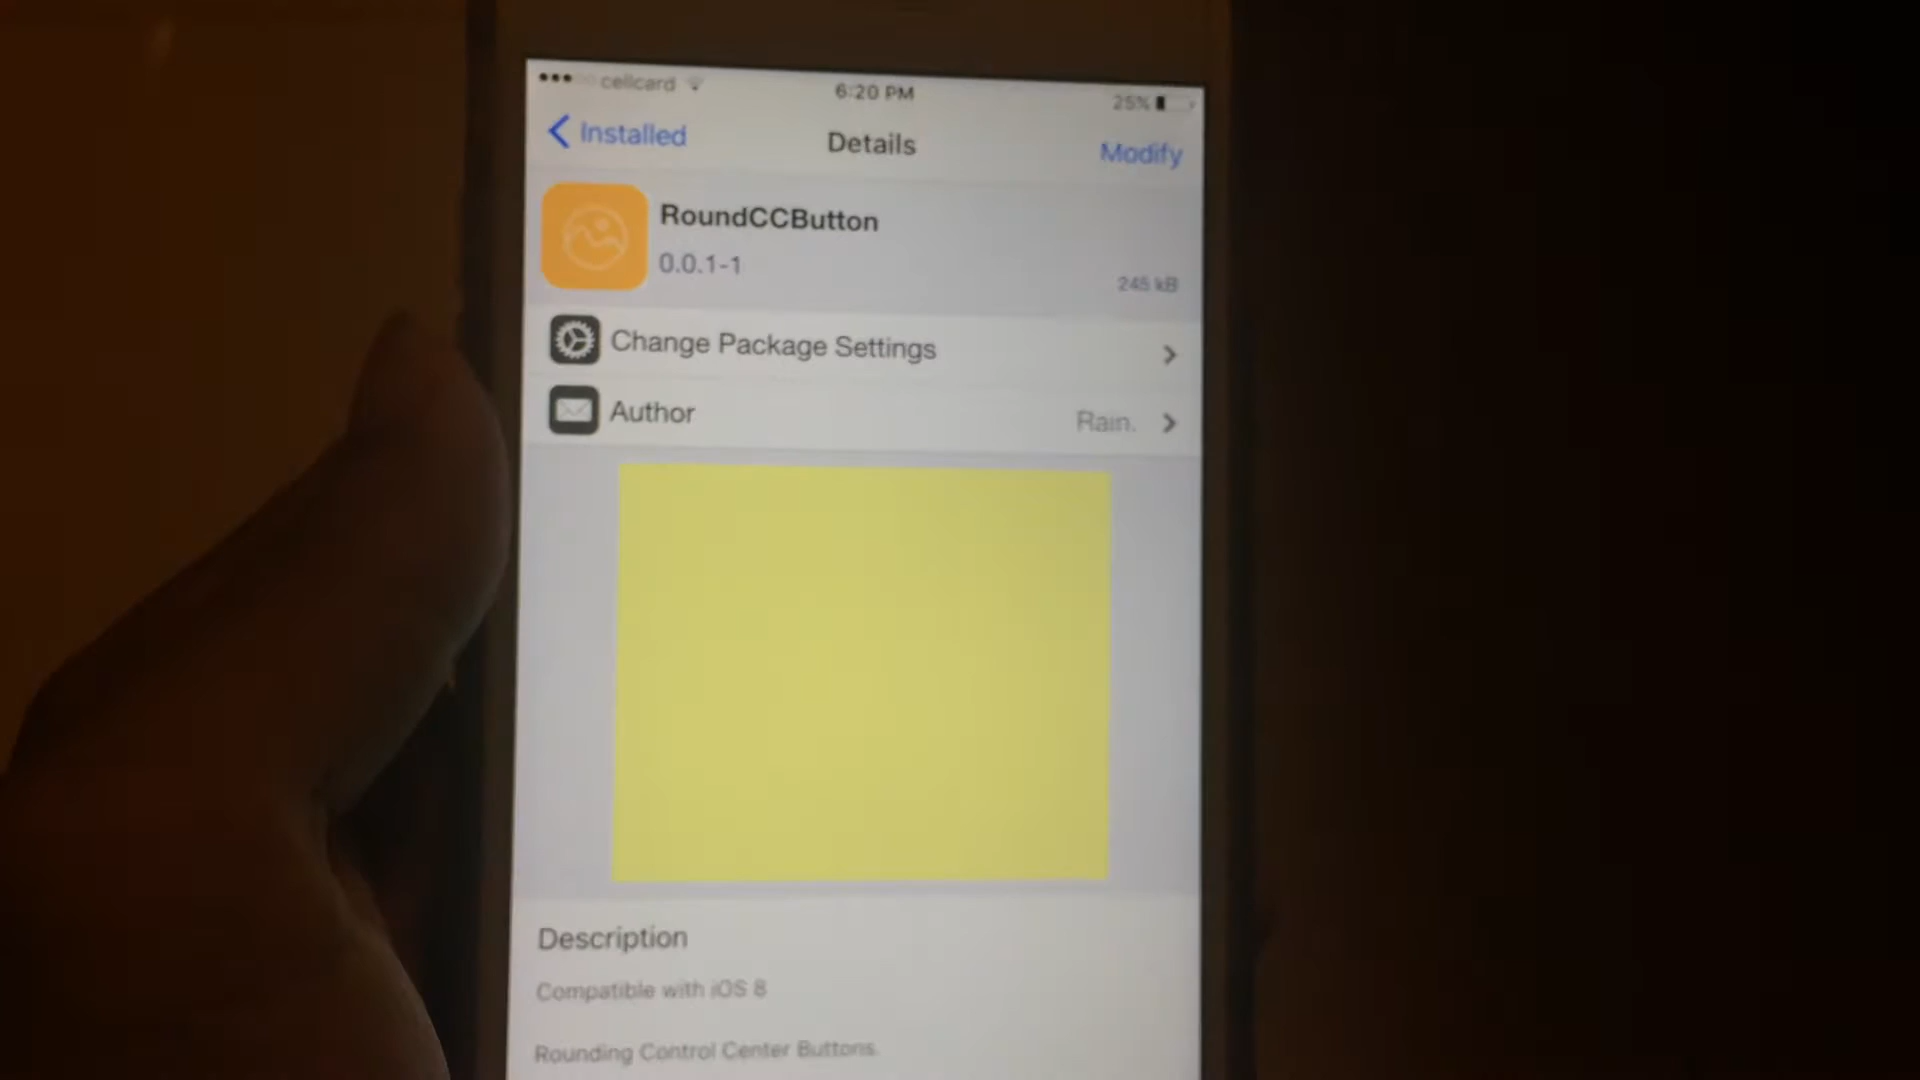 cellcard 6:20 PM 25%
Installed Details Modify
RoundCCButton
0.0.1-1
245 kB
Change Package Settings
Author Rain.
Description
Compatible with iOS 8
Rounding Control Center Buttons.